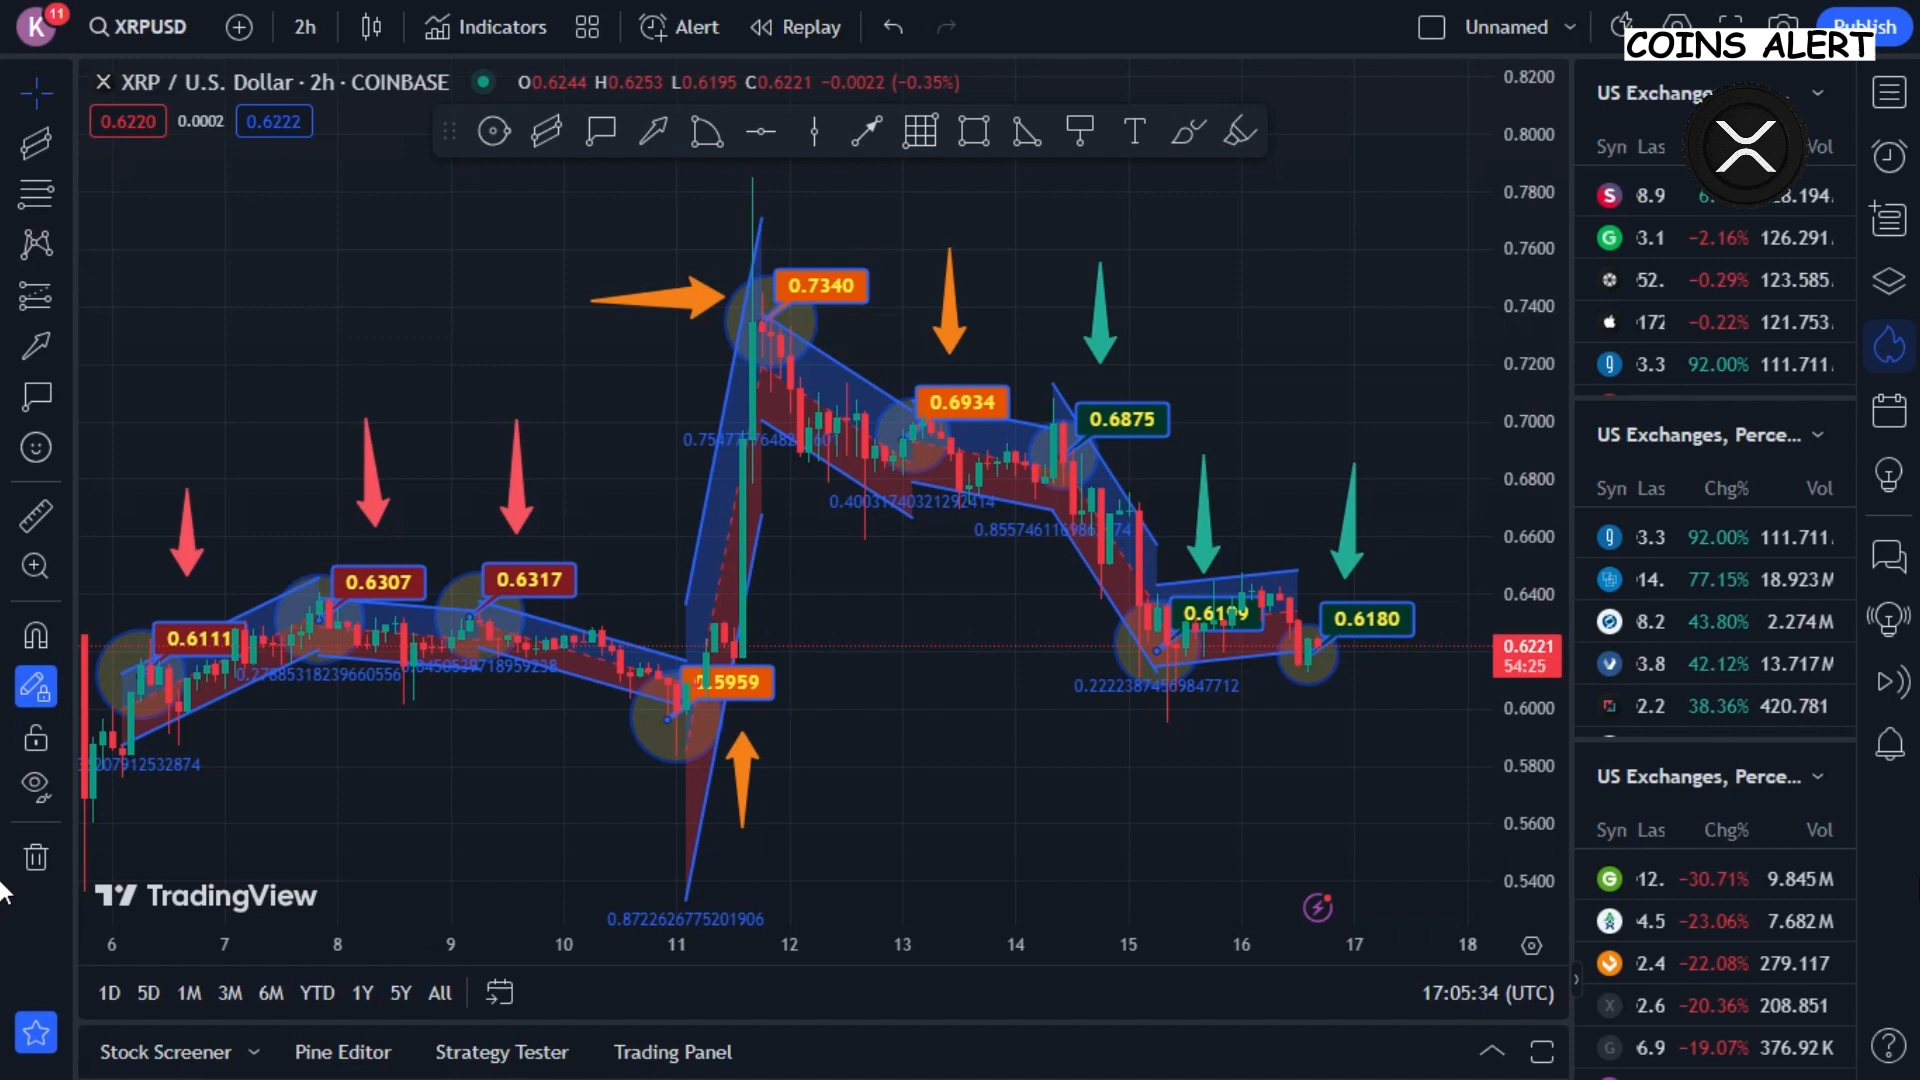 K 11 XRPUSD 2h Indicators Alert Replay Unnamed Publish
COINS ALERT
XRP / U.S. Dollar · 2h · COINBASE O0.6244 H0.6253 L0.6195 C0.6221 −0.0022 (−0.35%)
0.6220 0.0002 0.6222
0.8200
0.8000
0.7800
0.7600
0.7400
0.7200
0.7000
0.6800
0.6600
0.6400
0.6221
54:25
0.6000
0.5800
0.5600
0.5400
0.7340
0.6934
0.6875
0.6307
0.6317
0.6111
0.6180
0.40031740321292414
0.22223874569847712
0.8722626775201906
TradingView
6 7 8 9 10 11 12 13 14 15 16 17 18
1D 5D 1M 3M 6M YTD 1Y 5Y All
17:05:34 (UTC)
Stock Screener Pine Editor Strategy Tester Trading Panel
US Exchange
Syn Las Vol
8.9
3.1 −2.16% 126.291
52. −0.29% 123.585
172 −0.22% 121.753
3.3 92.00% 111.711
US Exchanges, Perce...
Syn Las Chg% Vol
3.3 92.00% 111.711
14. 77.15% 18.923M
8.2 43.80% 2.274M
3.8 42.12% 13.717M
2.2 38.36% 420.781
US Exchanges, Perce...
Syn Las Chg% Vol
12. −30.71% 9.845M
4.5 −23.06% 7.682M
2.4 −22.08% 279.117
2.6 −20.36% 208.851
6.9 −19.07% 376.92K